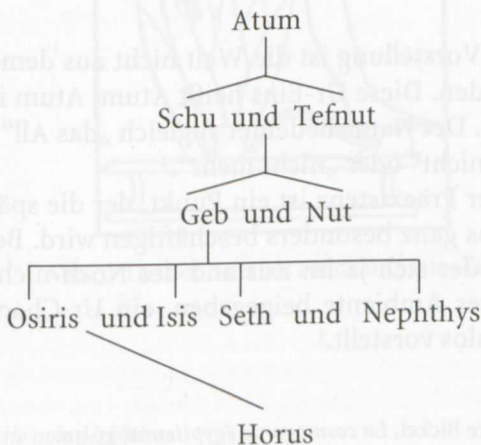 Atum
Schu und Tefnut
Geb und Nut
Osiris und Isis Seth und Nephthys
Horus